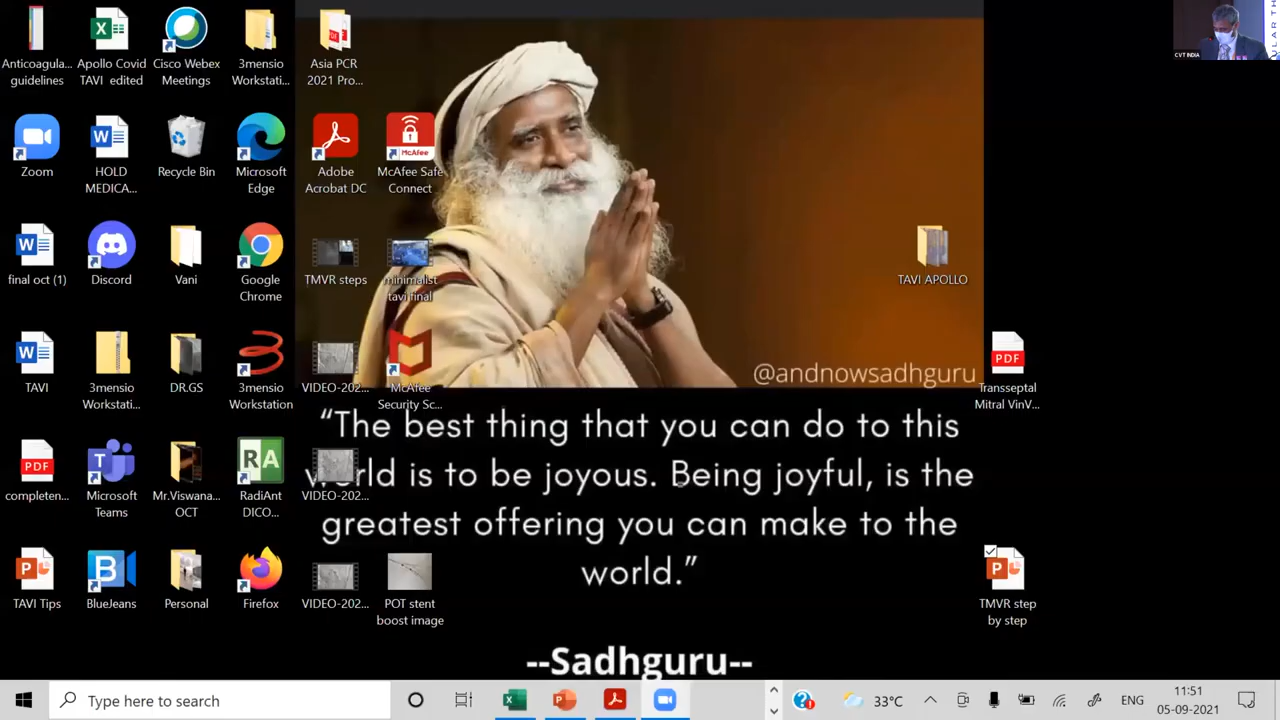 Anticoagula...
guidelines
Apollo Covid
TAVI edited
Cisco Webex
Meetings
3mensio
Workstati...
Asia PCR
2021 Pro...
CVT INDIA
Zoom
HOLD
MEDICA...
Recycle Bin
Microsoft
Edge
Adobe
Acrobat DC
McAfee
McAfee Safe
Connect
final oct (1)
Discord
Vani
Google
Chrome
TMVR steps
minimalist
tavi final
TAVI APOLLO
TAVI
3mensio
Workstati...
DR.GS
3mensio
Workstation
VIDEO-202...
McAfee
Security Sc...
@andnowsadhguru
PDF
Transseptal
Mitral VinV...
“The best thing that you can do to this
world is to be joyous. Being joyful, is the
greatest offering you can make to the
world.”
--Sadhguru--
PDF
completen...
Microsoft
Teams
Mr.Viswana...
OCT
RA
RadiAnt
DICO...
VIDEO-202...
TAVI Tips
BlueJeans
Personal
Firefox
VIDEO-202...
POT stent
boost image
TMVR step
by step
Type here to search
33°C
ENG
11:51
05-09-2021